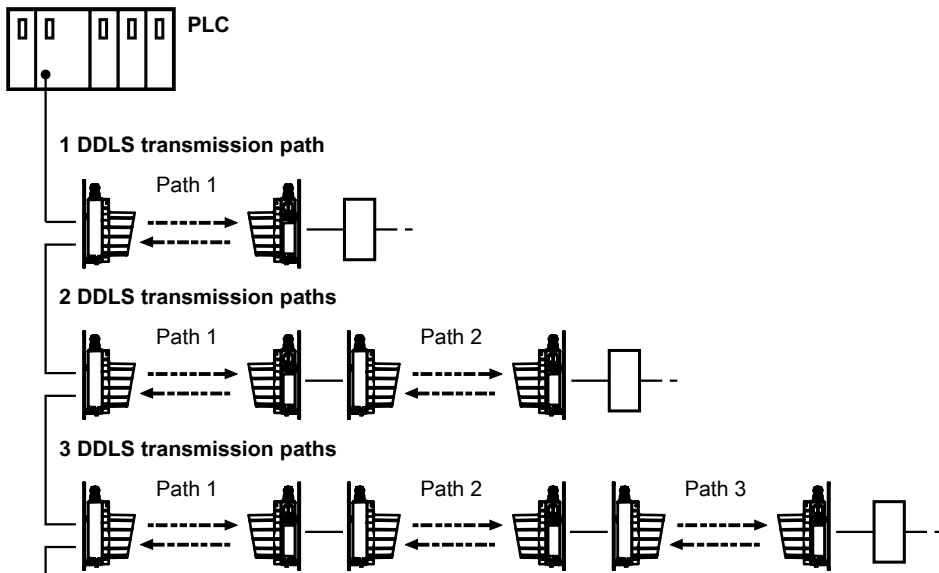 PLC
1 DDLS transmission path
Path 1
2 DDLS transmission paths
Path 1 Path 2
3 DDLS transmission paths
Path 1 Path 2 Path 3